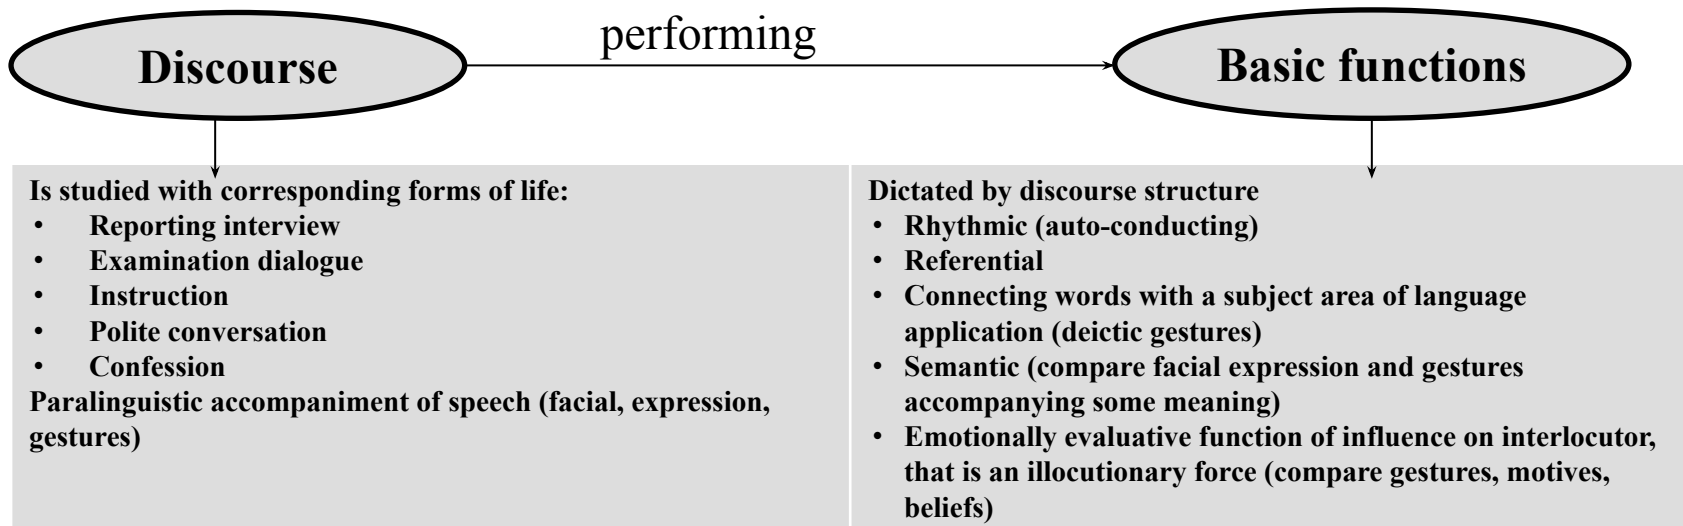 performing
Discourse
Basic functions
Is studied with corresponding forms of life:
• Reporting interview
• Examination dialogue
• Instruction
• Polite conversation
• Confession
Paralinguistic accompaniment of speech (facial, expression,
gestures)
Dictated by discourse structure
• Rhythmic (auto-conducting)
• Referential
• Connecting words with a subject area of language
application (deictic gestures)
• Semantic (compare facial expression and gestures
accompanying some meaning)
• Emotionally evaluative function of influence on interlocutor,
that is an illocutionary force (compare gestures, motives,
beliefs)